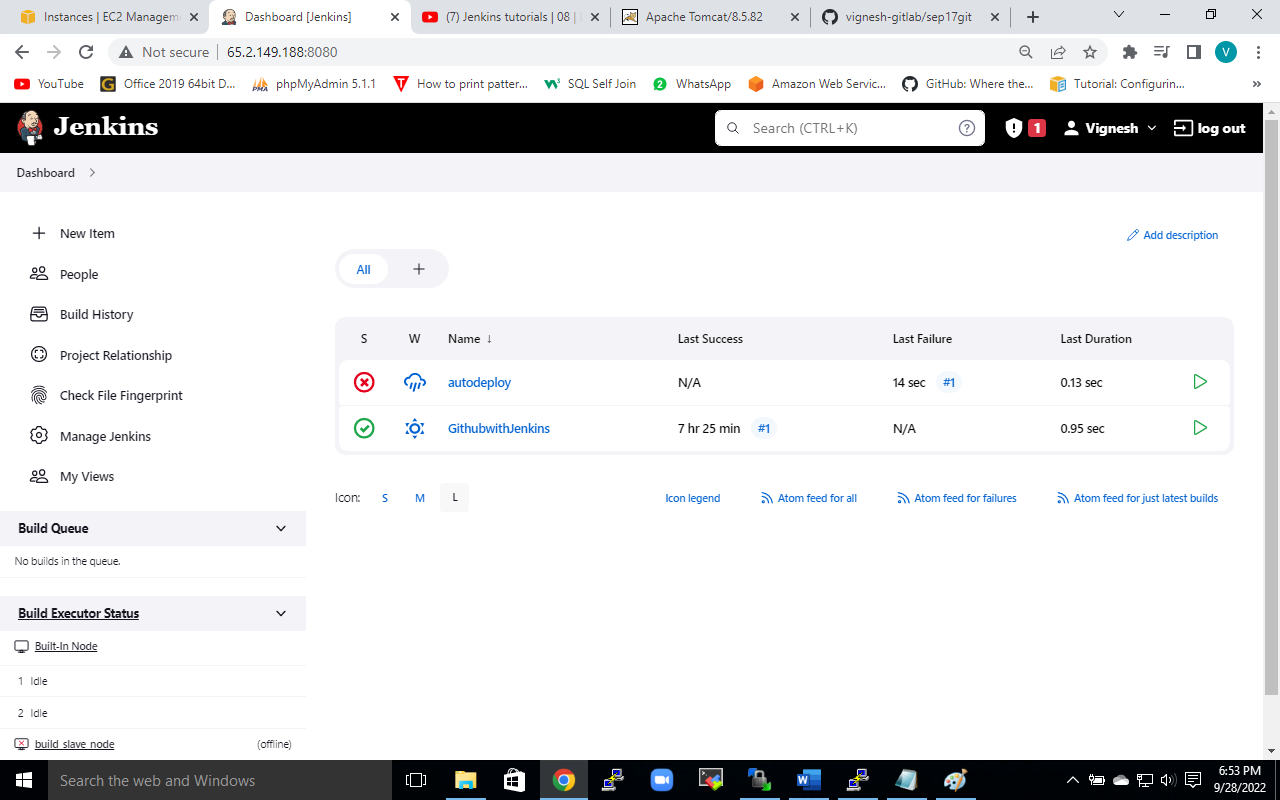 Instances | EC2 Managem
Dashboard [Jenkins]
(7) Jenkins tutorials | 08 |
Apache Tomcat/8.5.82
vignesh-gitlab/sep17git
Not secure
65.2.149.188:8080
V
YouTube
Office 2019 64bit D...
phpMyAdmin 5.1.1
How to print patter...
SQL Self Join
WhatsApp
Amazon Web Servic...
GitHub: Where the...
Tutorial: Configurin...
Jenkins
Search (CTRL+K)
1
Vignesh
log out
Dashboard
New Item
People
Build History
Project Relationship
Check File Fingerprint
Manage Jenkins
My Views
Build Queue
No builds in the queue.
Build Executor Status
Built-In Node
1 Idle
2 Idle
build_slave_node (offline)
Add description
All
S W Name ↓ Last Success Last Failure Last Duration
autodeploy N/A 14 sec #1 0.13 sec
GithubwithJenkins 7 hr 25 min #1 N/A 0.95 sec
Icon: S M L
Icon legend
Atom feed for all
Atom feed for failures
Atom feed for just latest builds
Search the web and Windows
6:53 PM
9/28/2022